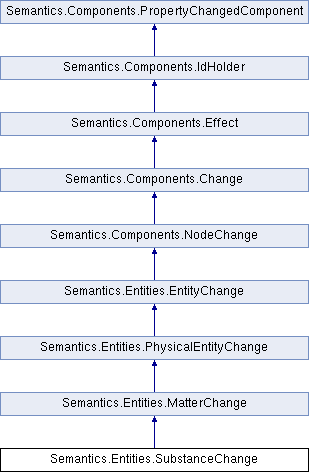 Semantics.Components.PropertyChangedComponent
Semantics.Components.IdHolder
Semantics.Components.Effect
Semantics.Components.Change
Semantics.Components.NodeChange
Semantics.Entities.EntityChange
Semantics.Entities.PhysicalEntityChange
Semantics.Entities.MatterChange
Semantics.Entities.SubstanceChange